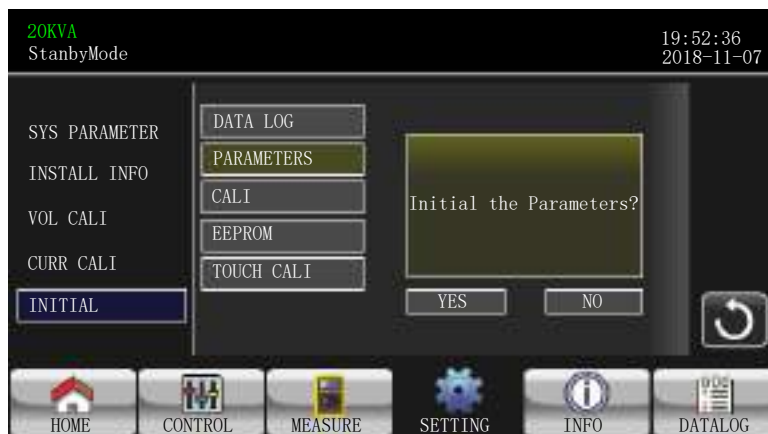 20KVA
StanbyMode
19:52:36
2018-11-07
SYS PARAMETER
INSTALL INFO
VOL CALI
CURR CALI
INITIAL
DATA LOG
PARAMETERS
CALI
EEPROM
TOUCH CALI
Initial the Parameters?
YES
NO
HOME
CONTROL
MEASURE
SETTING
INFO
DATALOG